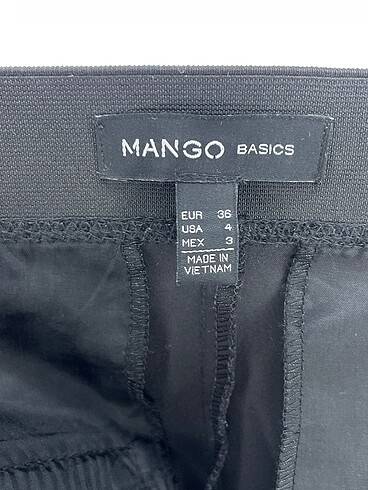 MANGO BASICS
EUR 36
USA 4
MEX 3
MADE IN
VIETNAM